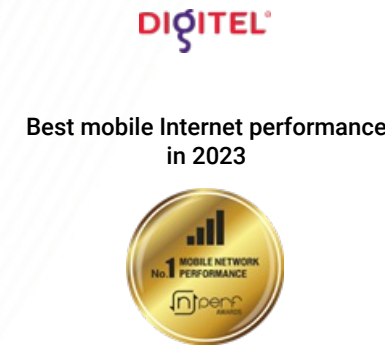 DIGITEL®
Best mobile Internet performance
in 2023
No.1 MOBILE NETWORK
PERFORMANCE
nperf
AWARDS